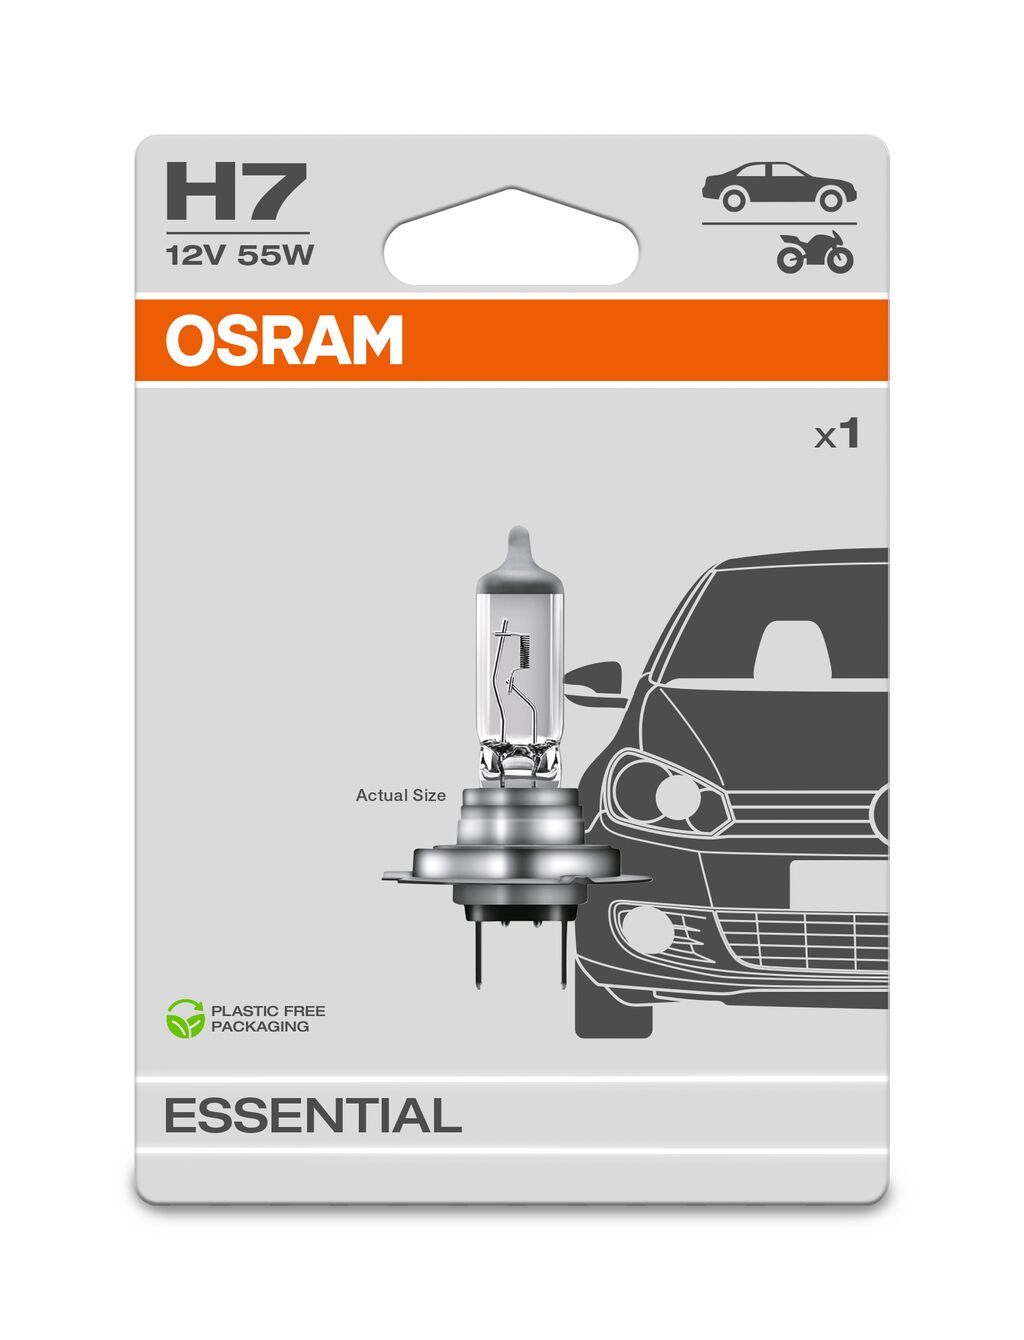 H7
12V 55W
OSRAM
x1
Actual Size
PLASTIC FREE
PACKAGING
ESSENTIAL